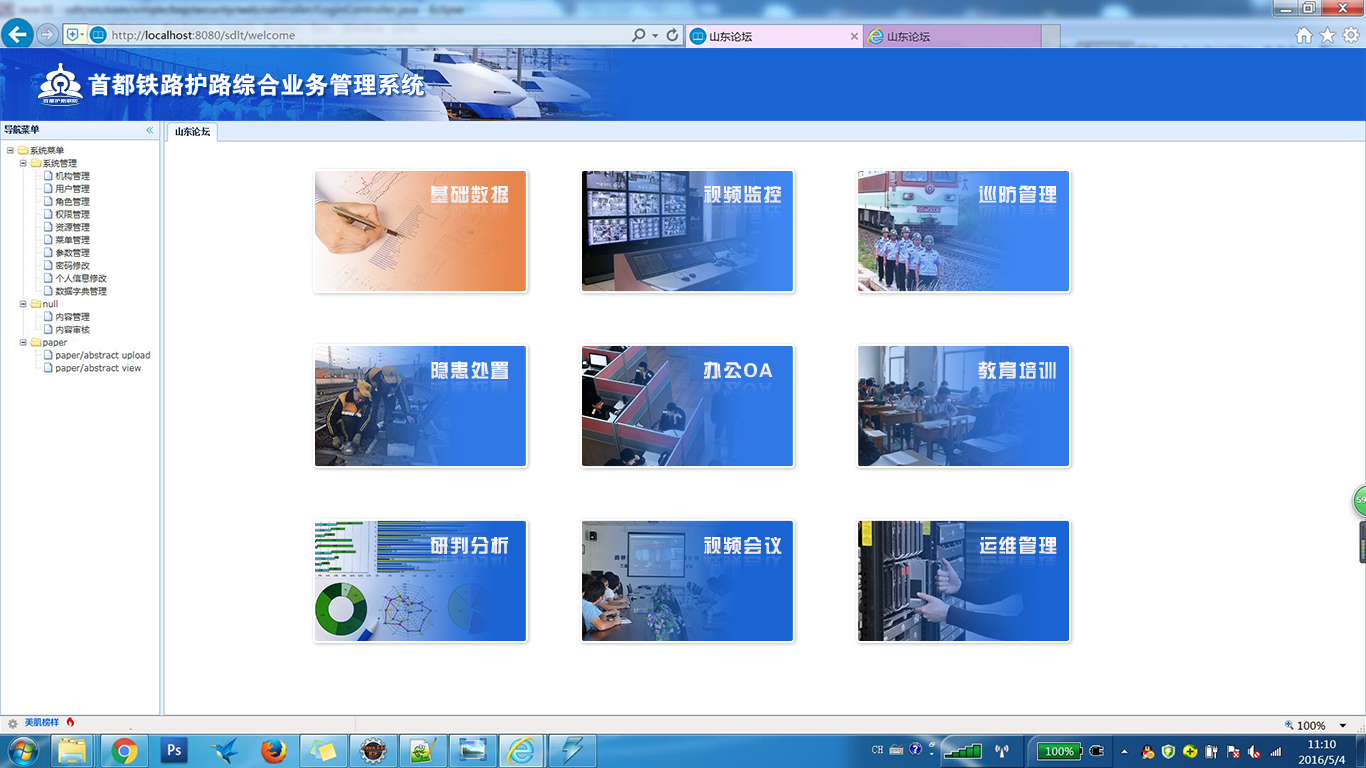 http://localhost:8080/sdlt/welcome
山东论坛
山东论坛
首都铁路护路综合业务管理系统
导航菜单
山东论坛
系统菜单
系统管理
机构管理
用户管理
角色管理
权限管理
资源管理
菜单管理
参数管理
密码修改
个人信息修改
数据字典管理
null
内容管理
内容审核
paper
paper/abstract upload
paper/abstract view
基础数据
视频监控
巡防管理
隐患处置
办公OA
教育培训
研判分析
视频会议
运维管理
美肌榜样
100%
Ps
CH
100%
11:10
2016/5/4